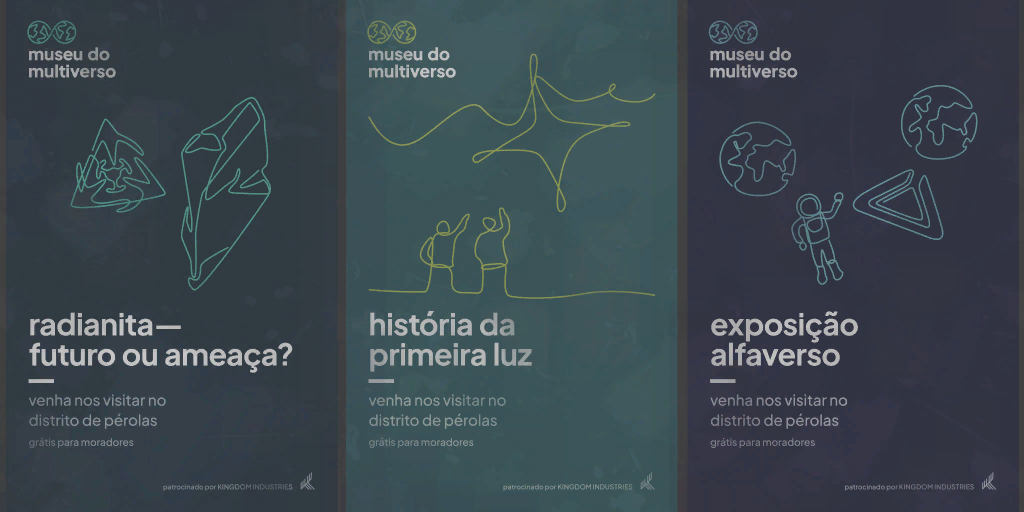 museu do
multiverso
radianita—
futuro ou ameaça?
venha nos visitar no
distrito de pérolas
grátis para moradores
patrocinado por KINGDOM INDUSTRIES
museu do
multiverso
história da
primeira luz
venha nos visitar no
distrito de pérolas
grátis para moradores
patrocinado por KINGDOM INDUSTRIES
museu do
multiverso
exposição
alfaverso
venha nos visitar no
distrito de pérolas
grátis para moradores
patrocinado por KINGDOM INDUSTRIES